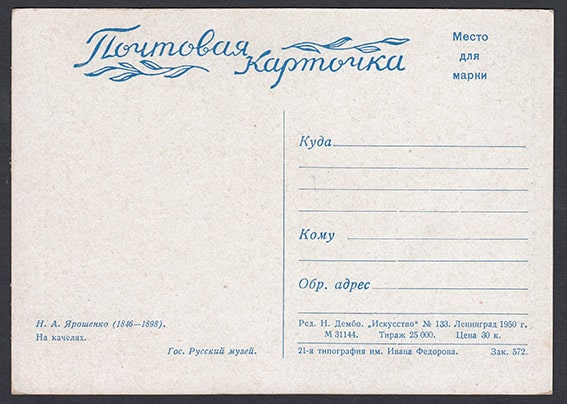 Почтовая
Карточка
Место
для
марки
Куда
Кому
Обр. адрес
Н. А. Ярошенко (1846—1898).
На качелях.
Гос. Русский музей.
Ред. Н. Дембо. „Искусство" № 133. Ленинград 1950 г.
М 31144. Тираж 25 000. Цена 30 к.
21-я типография им. Ивана Федорова. Зак. 572.